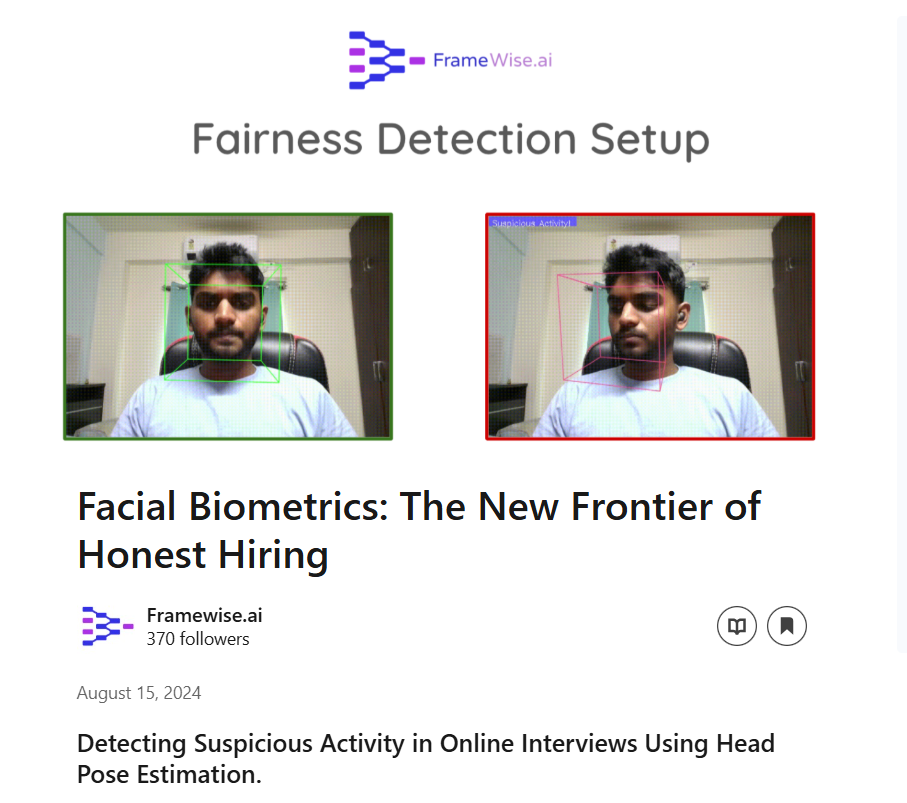 FrameWise.ai
Fairness Detection Setup
Suspicious Activity!
Facial Biometrics: The New Frontier of
Honest Hiring
Framewise.ai
370 followers
August 15, 2024
Detecting Suspicious Activity in Online Interviews Using Head
Pose Estimation.